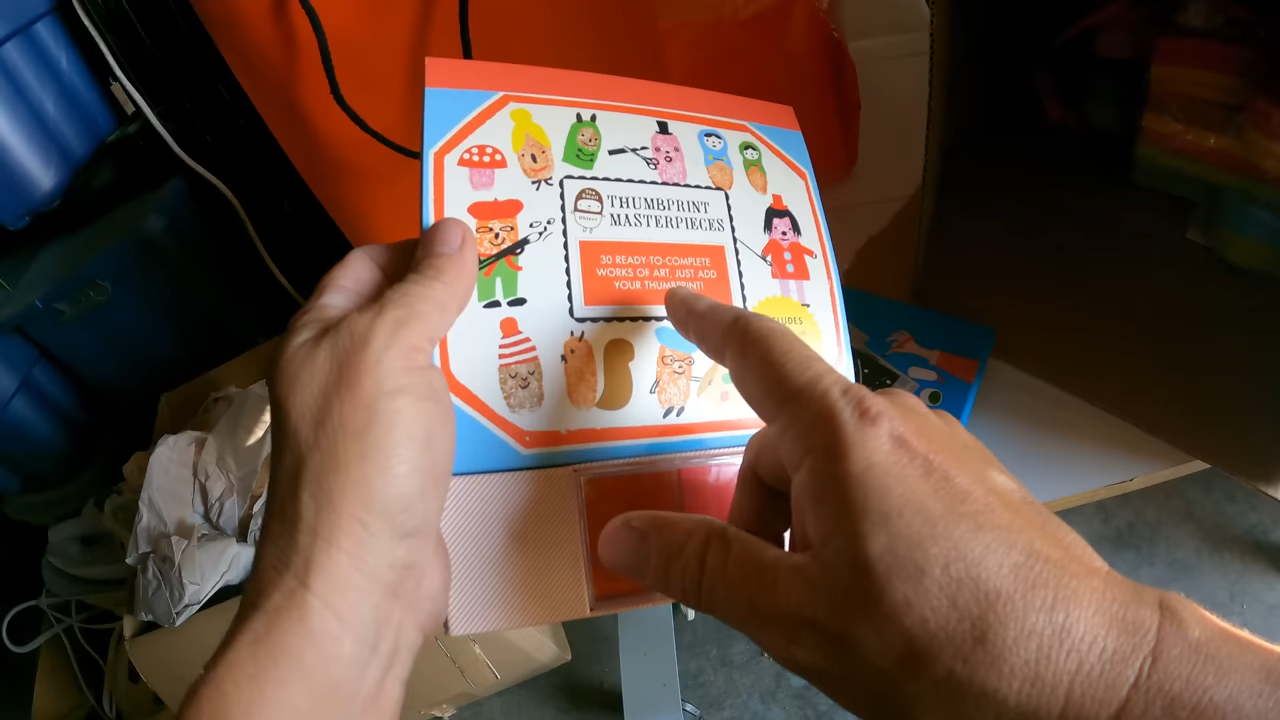 The
Small
Object
THUMBPRINT
MASTERPIECES
30 READY-TO-COMPLETE
WORKS OF ART, JUST ADD
YOUR THUMBPRINT!